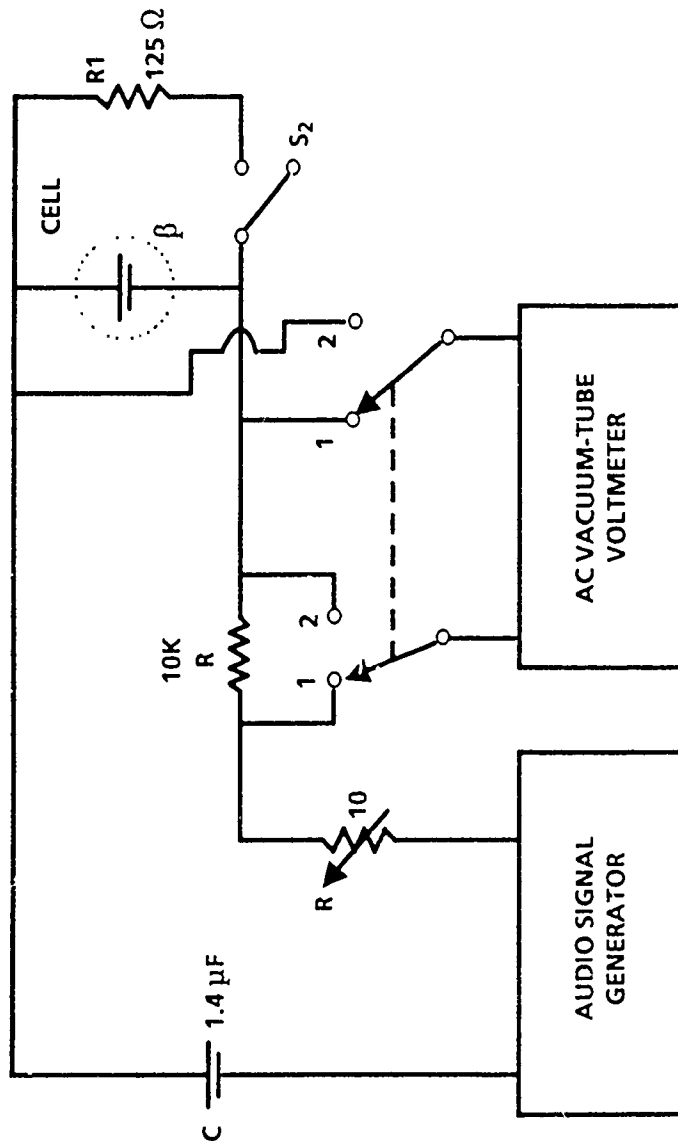 C
1.4 µF
R
10
10K
R
1
2
1
2
CELL
β
R1
125 Ω
S2
AUDIO SIGNAL
GENERATOR
AC VACUUM-TUBE
VOLTMETER